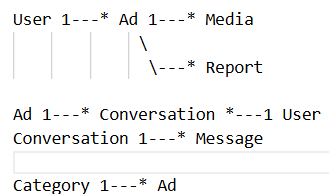 User 1---* Ad 1---* Media
\
\---* Report
Ad 1---* Conversation *---1 User
Conversation 1---* Message
Category 1---* Ad